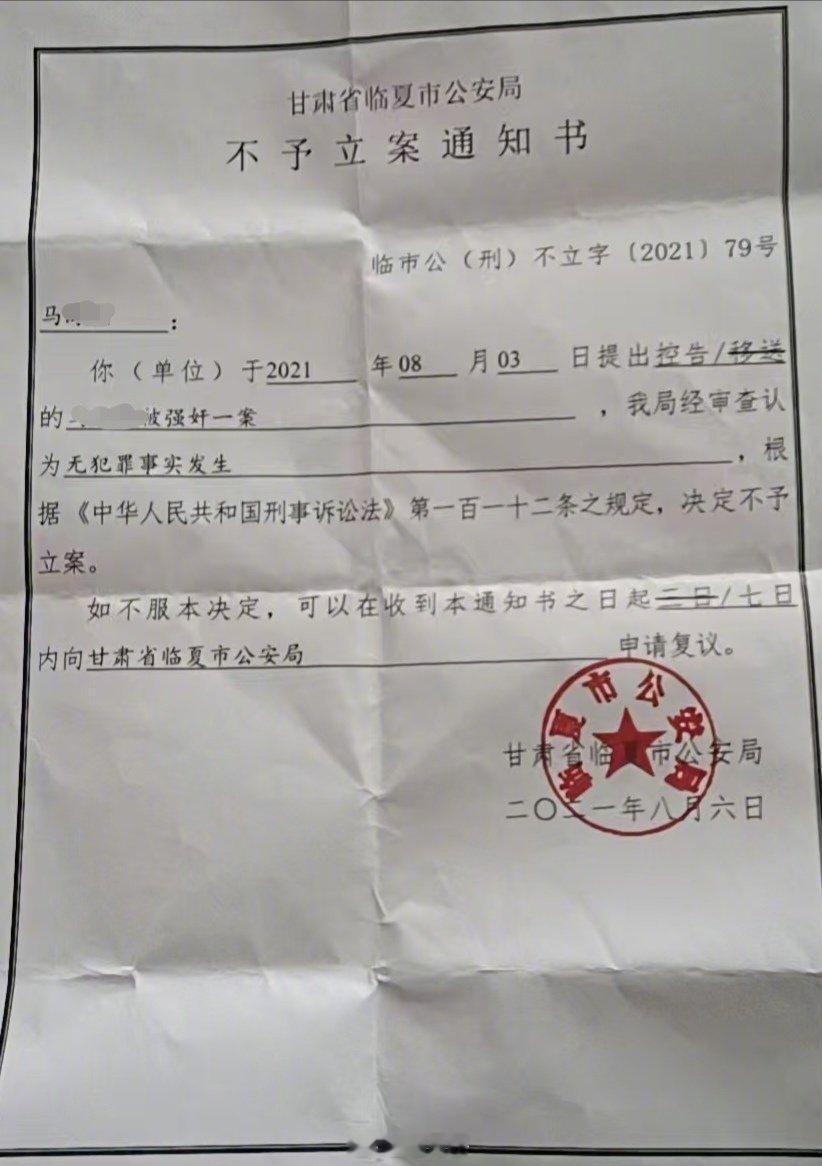 甘肃省临夏市公安局
不予立案通知书
临市公（刑）不立字〔2021〕79号
马：
你（单位）于2021年08月03日提出控告/移送
的被强奸一案，我局经审查认
为无犯罪事实发生，根
据《中华人民共和国刑事诉讼法》第一百一十二条之规定，决定不予
立案。
如不服本决定，可以在收到本通知书之日起三日/七日
内向甘肃省临夏市公安局申请复议。
临夏市公安局
甘肃省临夏市公安局
二〇二一年八月六日